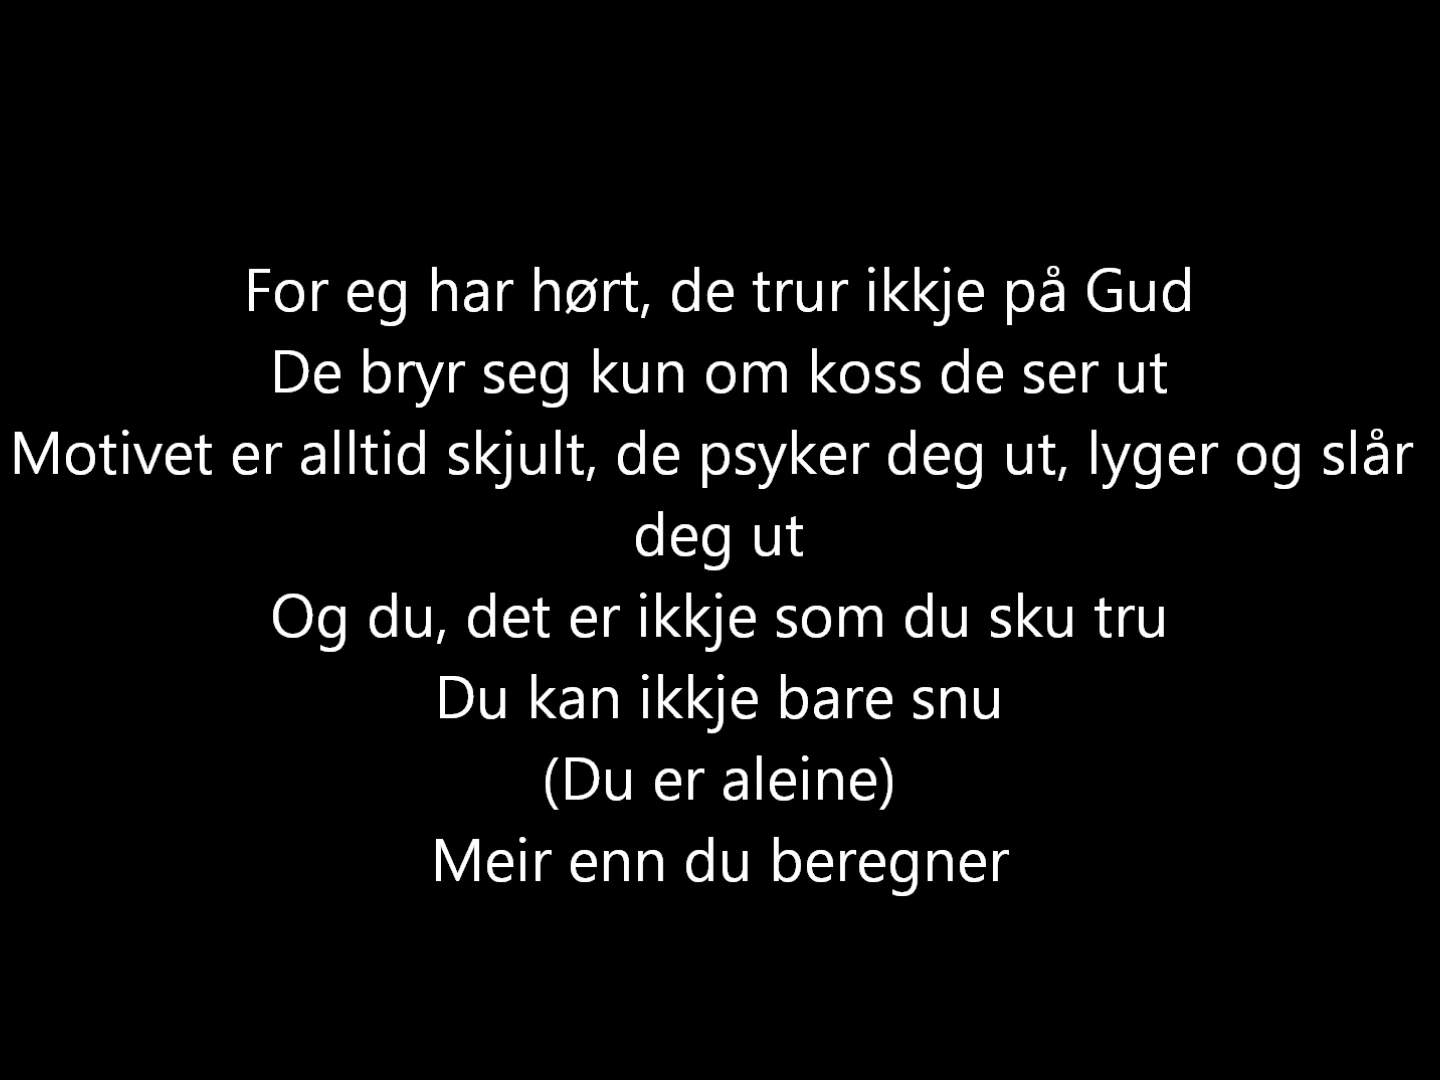 For eg har hørt, de trur ikkje på Gud
De bryr seg kun om koss de ser ut
Motivet er alltid skjult, de psyker deg ut, lyger og slår
deg ut
Og du, det er ikkje som du sku tru
Du kan ikkje bare snu
(Du er aleine)
Meir enn du beregner